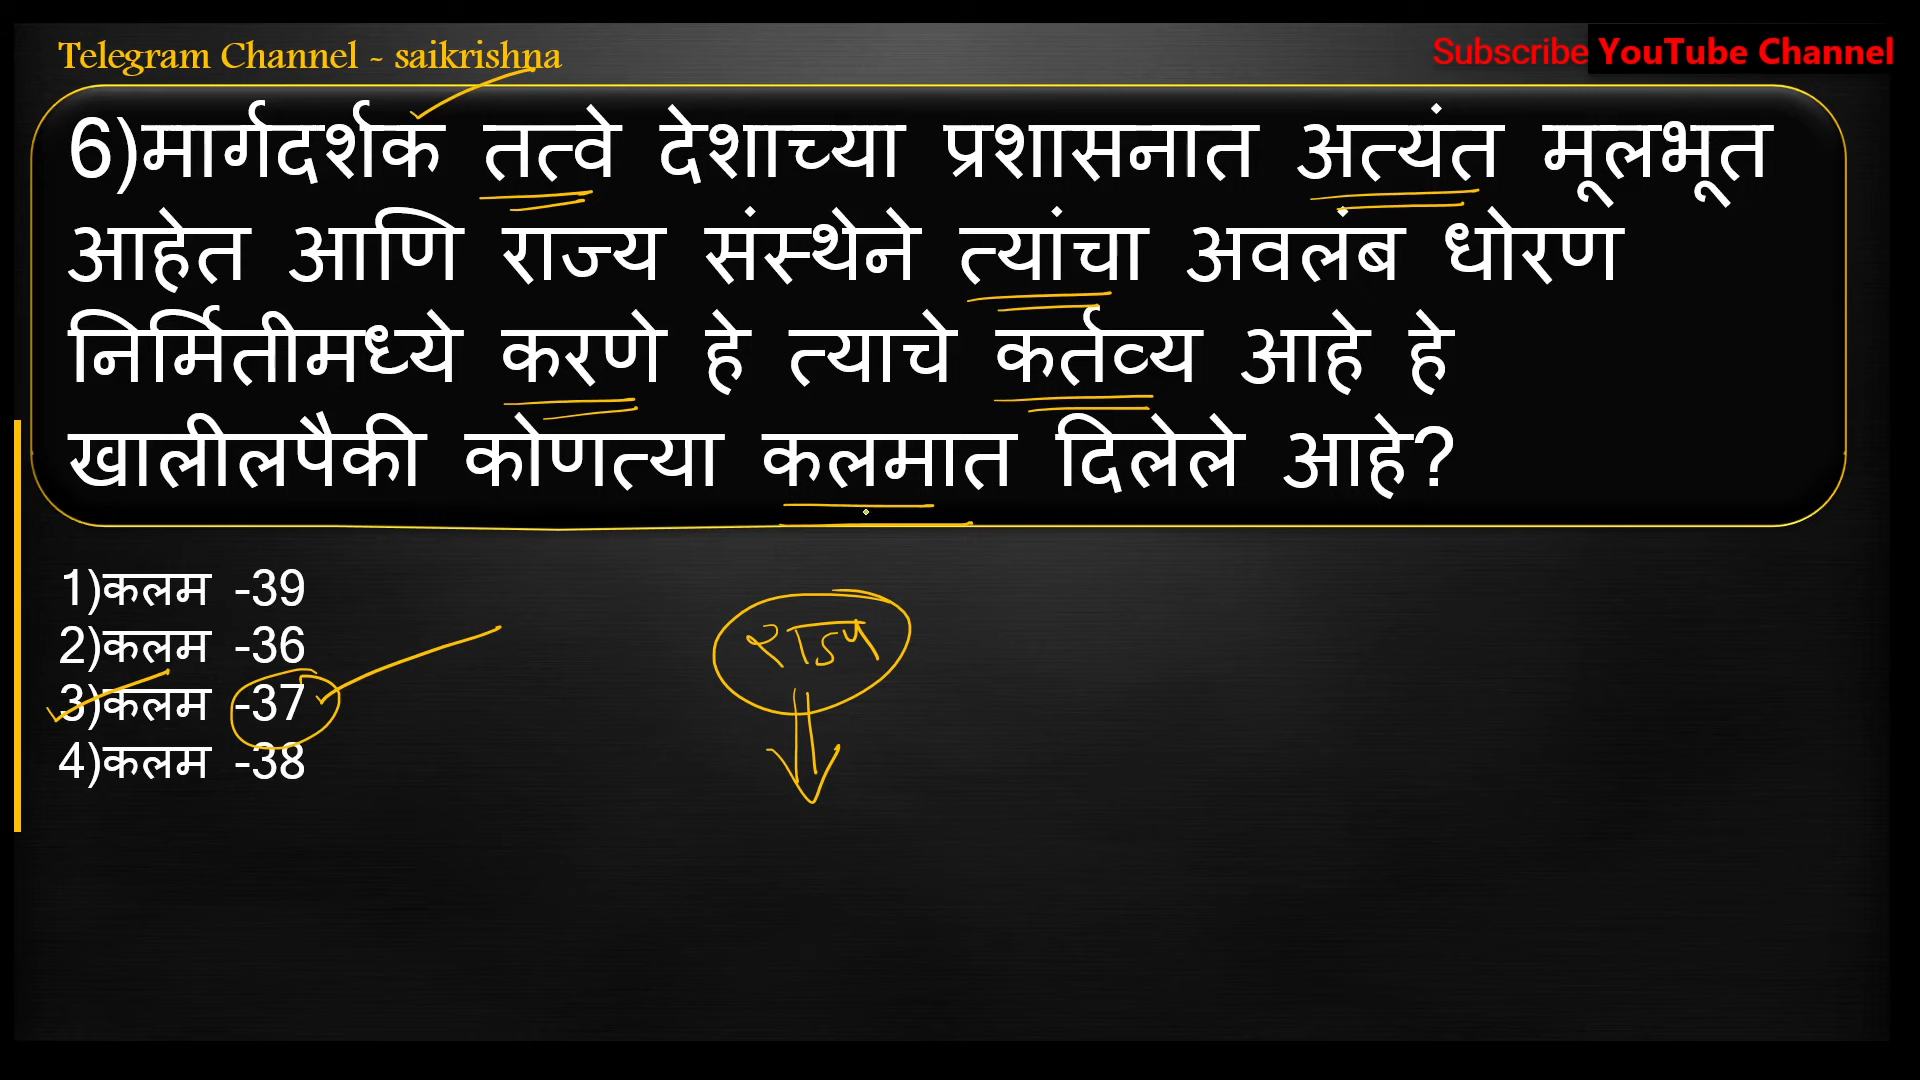 Telegram Channel - saikrishna
Subscribe YouTube Channel
6)मार्गदर्शक तत्वे देशाच्या प्रशासनात अत्यंत मूलभूत
आहेत आणि राज्य संस्थेने त्यांचा अवलंब धोरण
निर्मितीमध्ये करणे हे त्याचे कर्तव्य आहे हे
खालीलपैकी कोणत्या कलमात दिलेले आहे?
1)कलम -39
2)कलम -36
3)कलम -37
4)कलम -38
राज्य